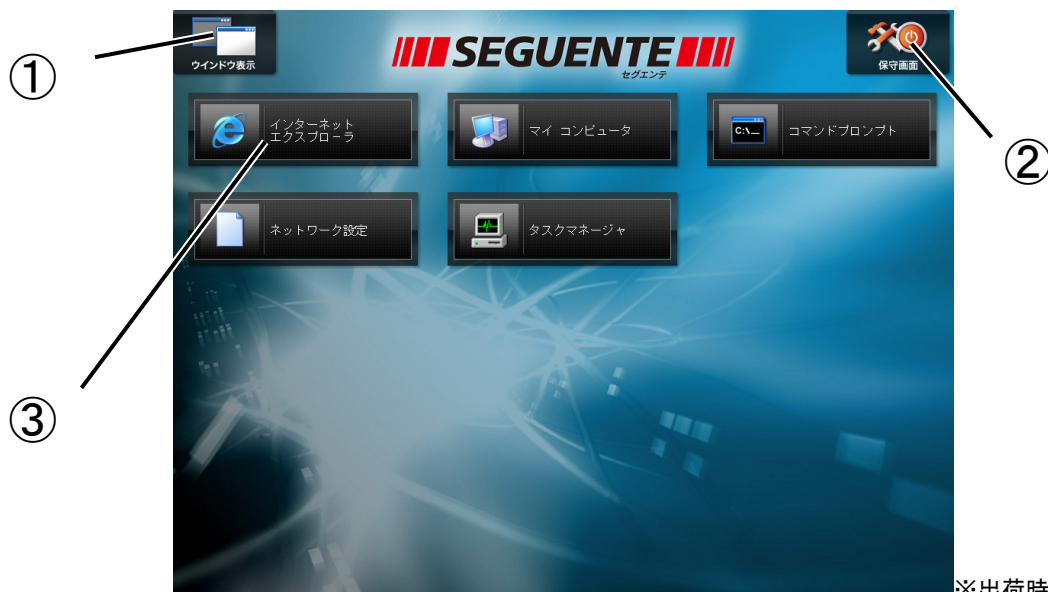 ①
ウインドウ表示
SEGUENTE
セグエンテ
保守画面
②
インターネット
エクスプローラ
マイ コンピュータ
C:\_
コマンドプロンプト
ネットワーク設定
タスクマネージャ
③
※出荷時